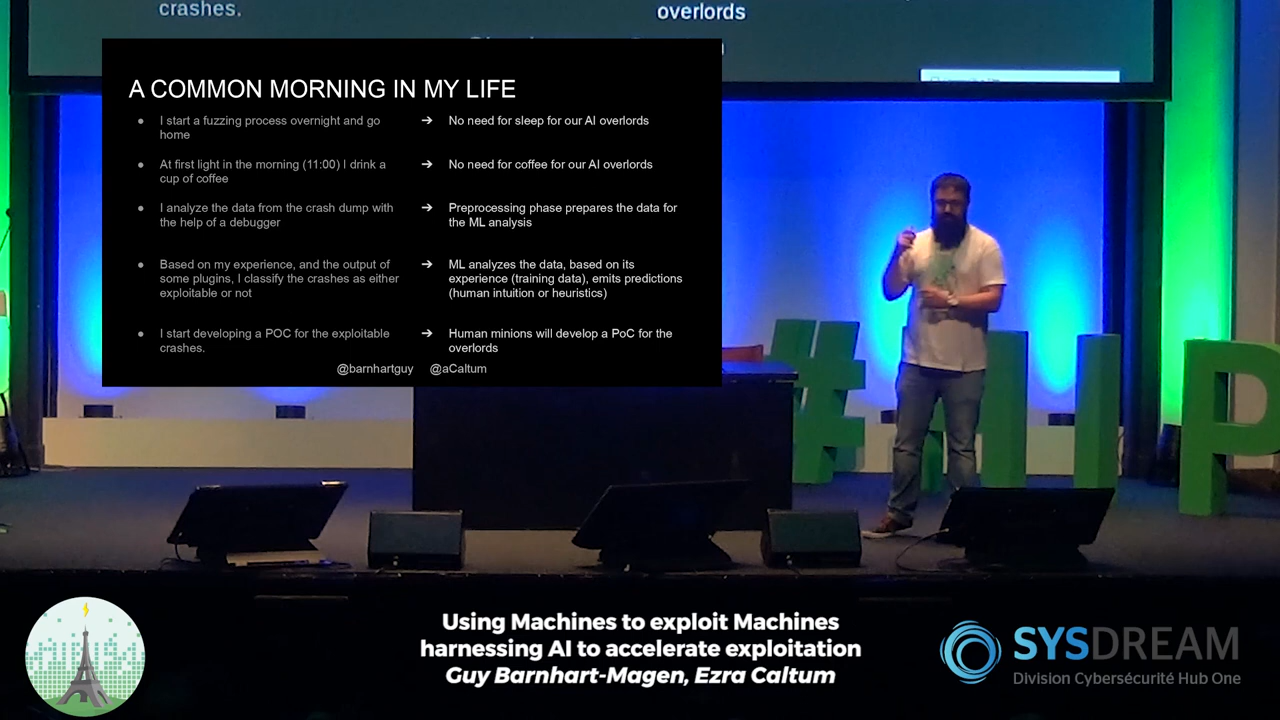 crashes.
overlords
A COMMON MORNING IN MY LIFE
● I start a fuzzing process overnight and go
home
➔ No need for sleep for our AI overlords
● At first light in the morning (11:00) I drink a
cup of coffee
➔ No need for coffee for our AI overlords
● I analyze the data from the crash dump with
the help of a debugger
➔ Preprocessing phase prepares the data for
the ML analysis
● Based on my experience, and the output of
some plugins, I classify the crashes as either
exploitable or not
➔ ML analyzes the data, based on its
experience (training data), emits predictions
(human intuition or heuristics)
● I start developing a POC for the exploitable
crashes.
➔ Human minions will develop a PoC for the
overlords
@barnhartguy @aCaltum
Using Machines to exploit Machines
harnessing AI to accelerate exploitation
Guy Barnhart-Magen, Ezra Caltum
SYSDREAM
Division Cybersécurité Hub One